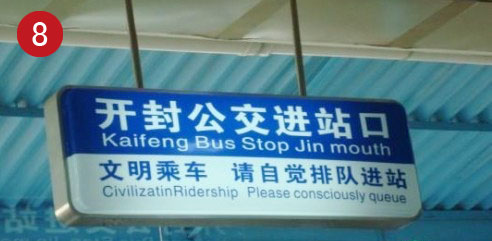 8
开封公交进站口
Kaifeng Bus Stop Jin mouth
文明乘车 请自觉排队进站
CivilizatinRidership Please consciously queue